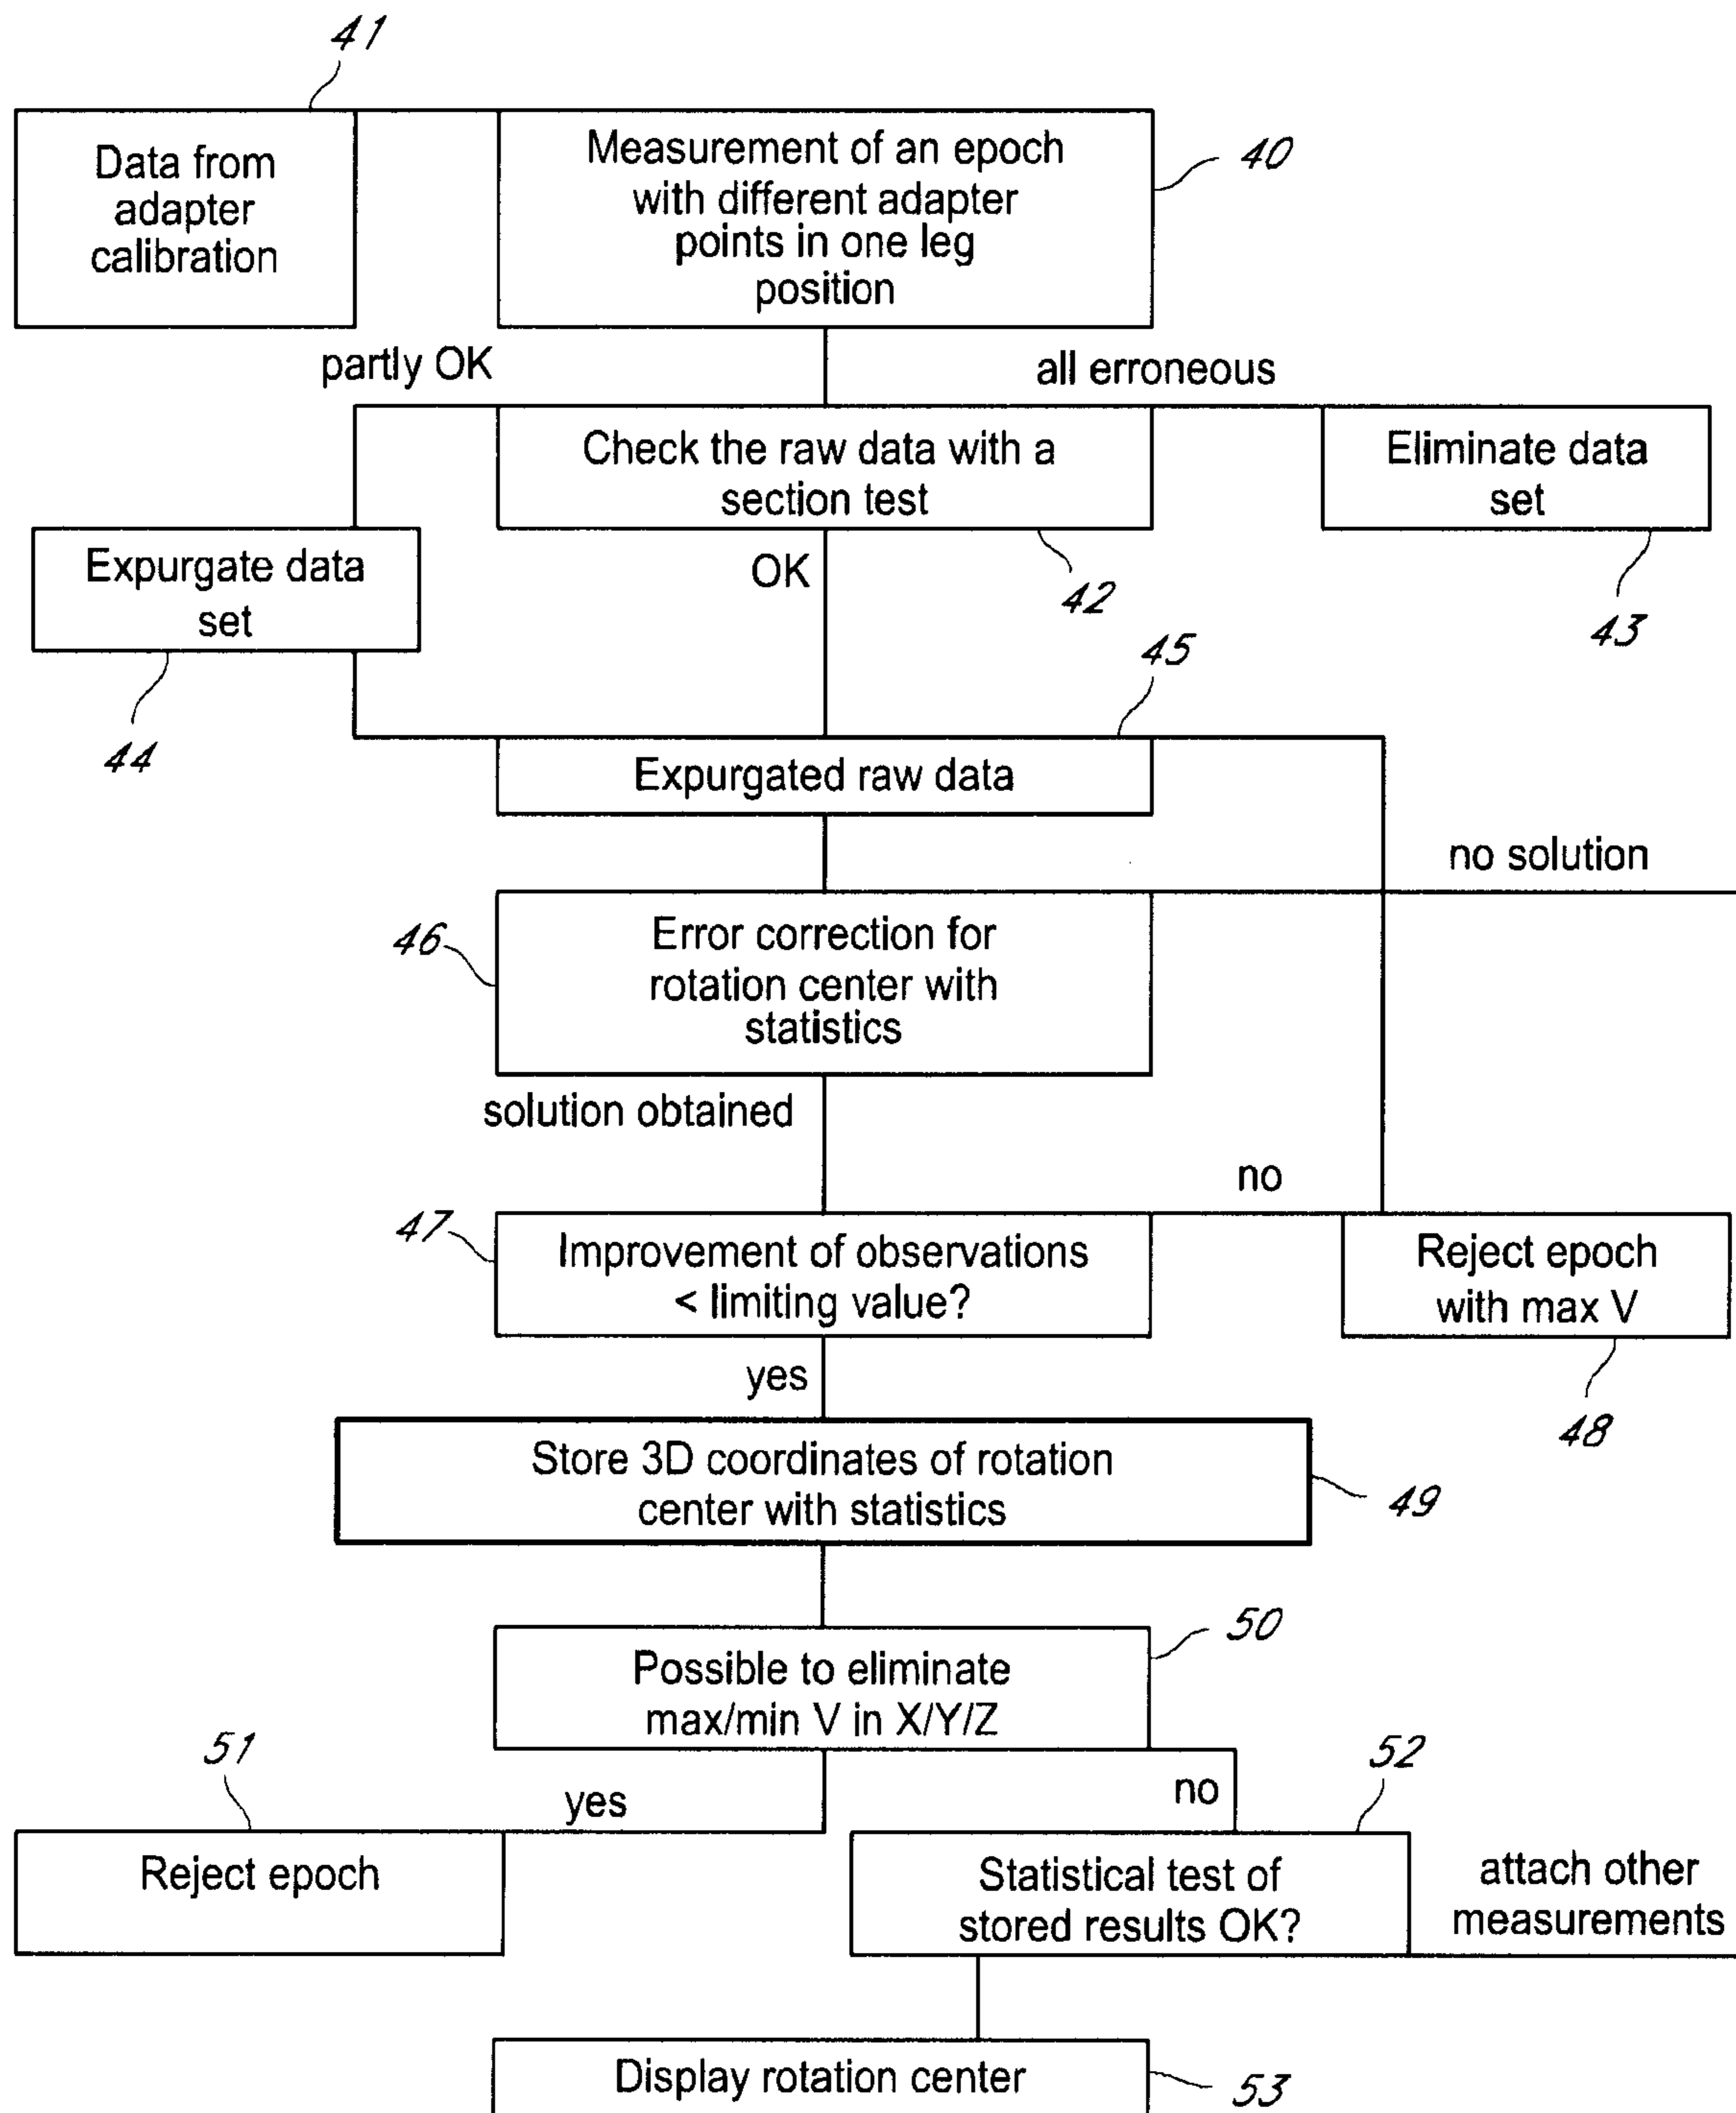 41
Data from
adapter
calibration
Measurement of an epoch
with different adapter
points in one leg
position
40
partly OK
all erroneous
Check the raw data with a
section test
Eliminate data
set
Expurgate data
set
OK
42
43
45
44
Expurgated raw data
no solution
46
Error correction for
rotation center with
statistics
solution obtained
no
47
Improvement of observations
< limiting value?
Reject epoch
with max V
yes
48
Store 3D coordinates of rotation
center with statistics
49
50
Possible to eliminate
max/min V in X/Y/Z
51
yes
no
52
Reject epoch
Statistical test of
stored results OK?
attach other
measurements
Display rotation center
53